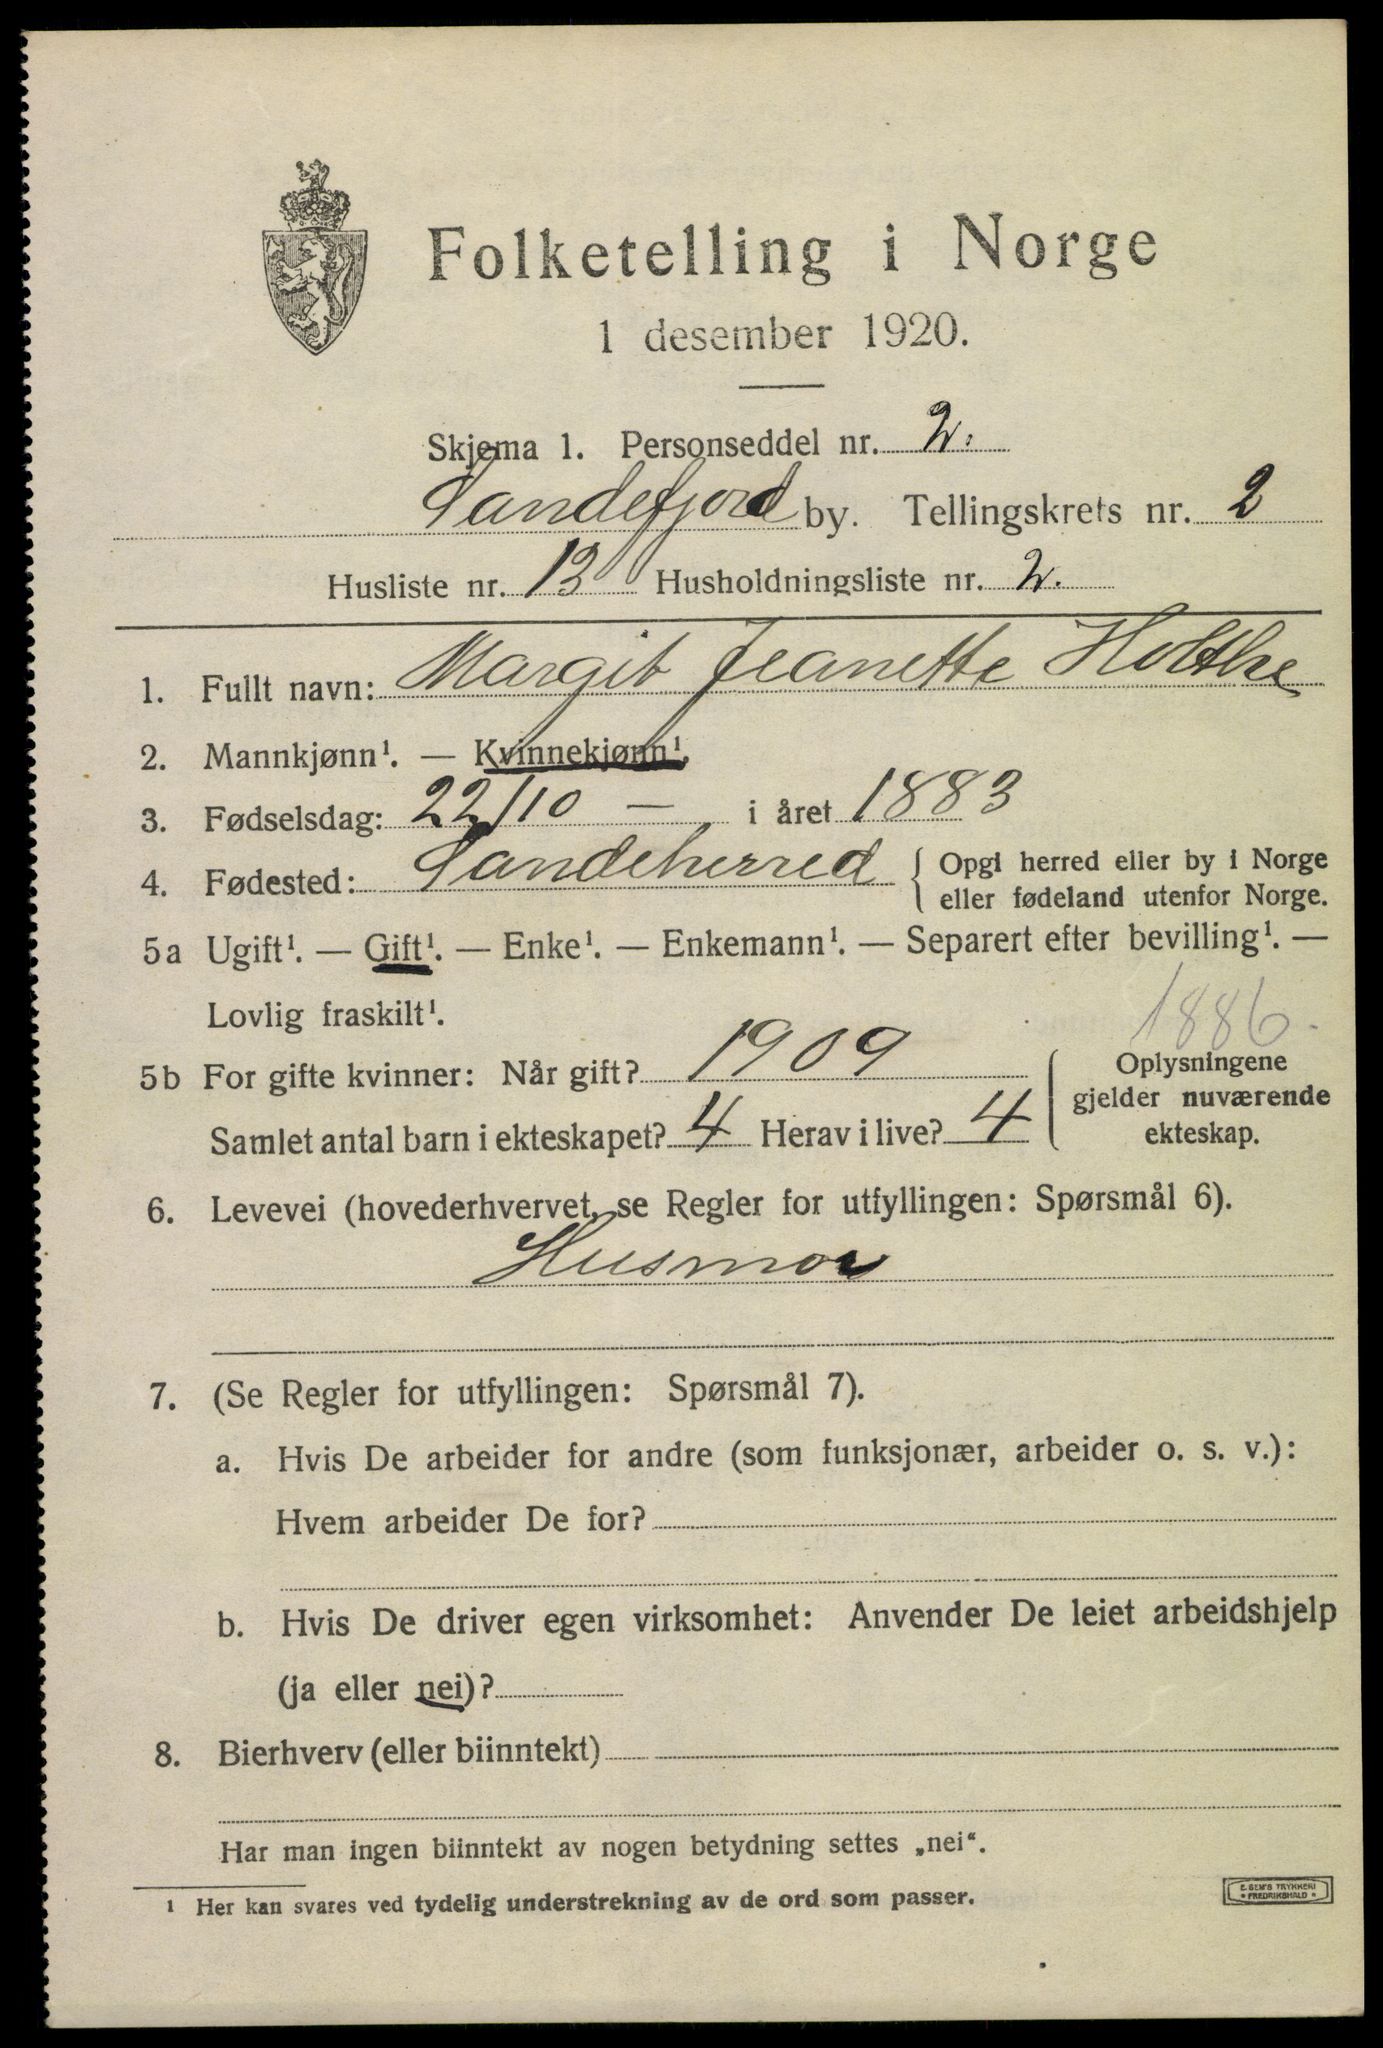 Folketelling i Norge
1 desember 1920.
Skjema 1. Personseddel nr. 2.
Sandefjord by. Tellingskrets nr. 2
Husliste nr. 13 Husholdningsliste nr. 2.
1. Fullt navn: Margit Jeanette Holthe
2. Mannkjønn¹. — Kvinnekjønn¹.
3. Fødselsdag: 22/10 — i året 1883
4. Fødested: Sandeherred { Opgi herred eller by i Norge
eller fødeland utenfor Norge.
5a Ugift¹. — Gift¹. — Enke¹. — Enkemann¹. — Separert efter bevilling¹. —
Lovlig fraskilt¹.
1886.
5b For gifte kvinner: Når gift? 1909
Samlet antal barn i ekteskapet? 4 Herav i live? 4
{ Oplysningene
gjelder nuværende
ekteskap.
6. Levevei (hovederhvervet, se Regler for utfyllingen: Spørsmål 6).
Husmor
7. (Se Regler for utfyllingen: Spørsmål 7).
a. Hvis De arbeider for andre (som funksjonær, arbeider o. s. v.):
Hvem arbeider De for?
b. Hvis De driver egen virksomhet: Anvender De leiet arbeidshjelp
(ja eller nei)?
8. Bierhverv (eller biinntekt)
Har man ingen biinntekt av nogen betydning settes „nei“.
¹ Her kan svares ved tydelig understrekning av de ord som passer.
E. SEM'S TRYKKERI
* FREDRIKSHALD *